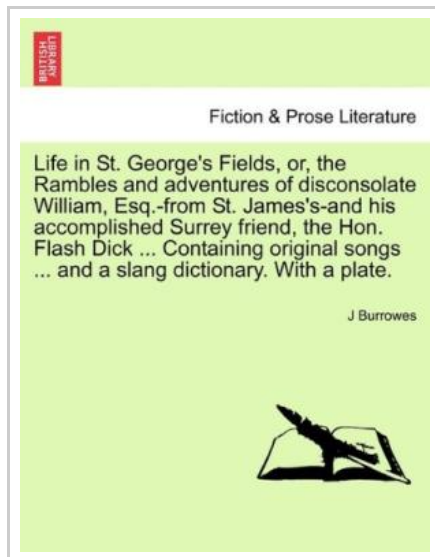 BRITISH
LIBRARY
Fiction & Prose Literature
Life in St. George's Fields, or, the
Rambles and adventures of disconsolate
William, Esq.-from St. James's-and his
accomplished Surrey friend, the Hon.
Flash Dick ... Containing original songs
... and a slang dictionary. With a plate.
J Burrowes